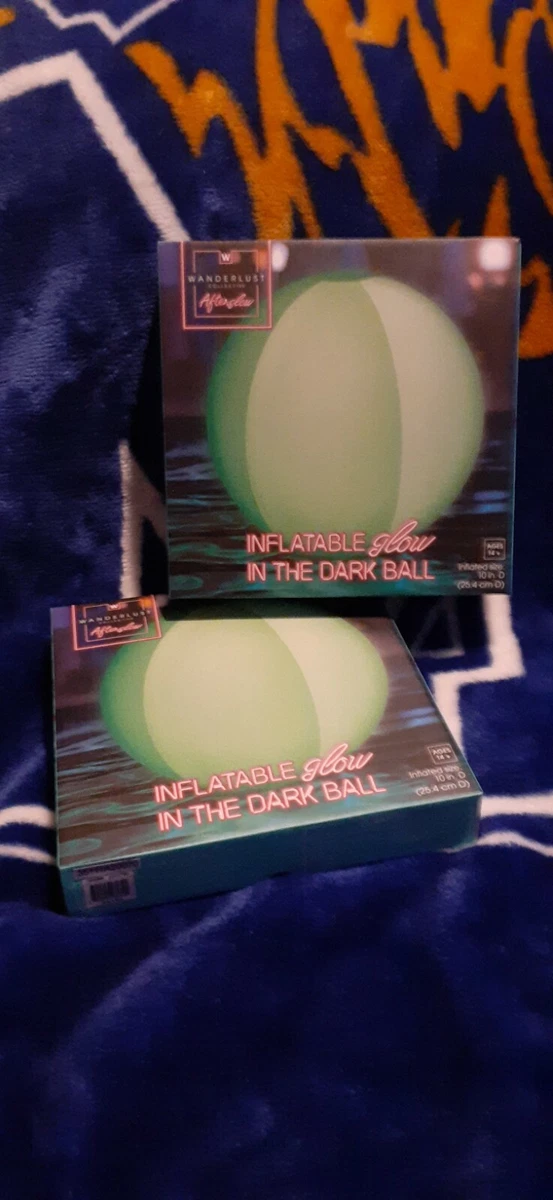 W
WANDERLUST
COLLECTION
Afterglow
INFLATABLE glow
IN THE DARK BALL
AGES
14+
Inflated size
10 in. D
(25.4 cm D)
WANDERLUST
Afterglow
INFLATABLE glow
IN THE DARK BALL
AGES
14+
Inflated size
10 in. D
(25.4 cm D)